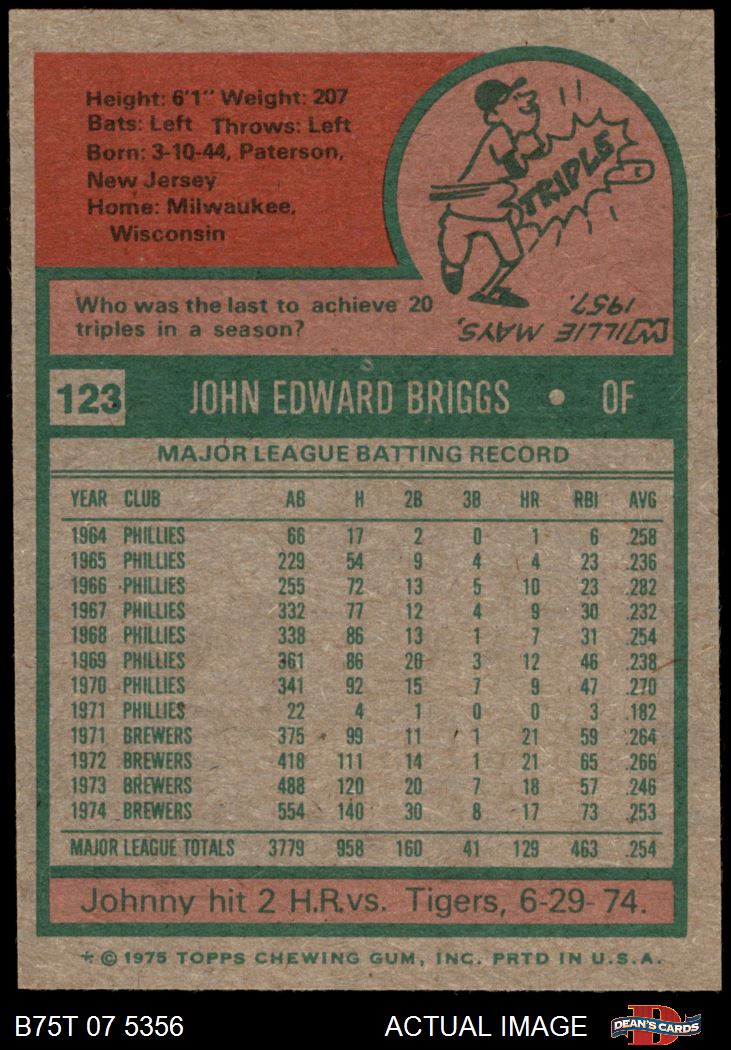 Height: 6'1" Weight: 207
Bats: Left Throws: Left
Born: 3-10-44, Paterson,
New Jersey
Home: Milwaukee,
Wisconsin
TRIPLE
Who was the last to achieve 20
triples in a season?
WILLIE MAYS,
1957.
123 JOHN EDWARD BRIGGS • OF
MAJOR LEAGUE BATTING RECORD
YEAR CLUB AB H 2B 3B HR RBI AVG
1964 PHILLIES 66 17 2 0 1 6 .258
1965 PHILLIES 229 54 9 4 4 23 .236
1966 PHILLIES 255 72 13 5 10 23 .282
1967 PHILLIES 332 77 12 4 9 30 .232
1968 PHILLIES 338 86 13 1 7 31 .254
1969 PHILLIES 361 86 20 3 12 46 .238
1970 PHILLIES 341 92 15 7 9 47 .270
1971 PHILLIES 22 4 1 0 0 3 .182
1971 BREWERS 375 99 11 1 21 59 .264
1972 BREWERS 418 111 14 1 21 65 .266
1973 BREWERS 488 120 20 7 18 57 .246
1974 BREWERS 554 140 30 8 17 73 .253
MAJOR LEAGUE TOTALS 3779 958 160 41 129 463 .254
Johnny hit 2 H.R.vs. Tigers, 6-29-74.
* © 1975 TOPPS CHEWING GUM, INC. PRTD IN U.S.A.
B75T 07 5356 ACTUAL IMAGE
D
DEAN'S CARDS